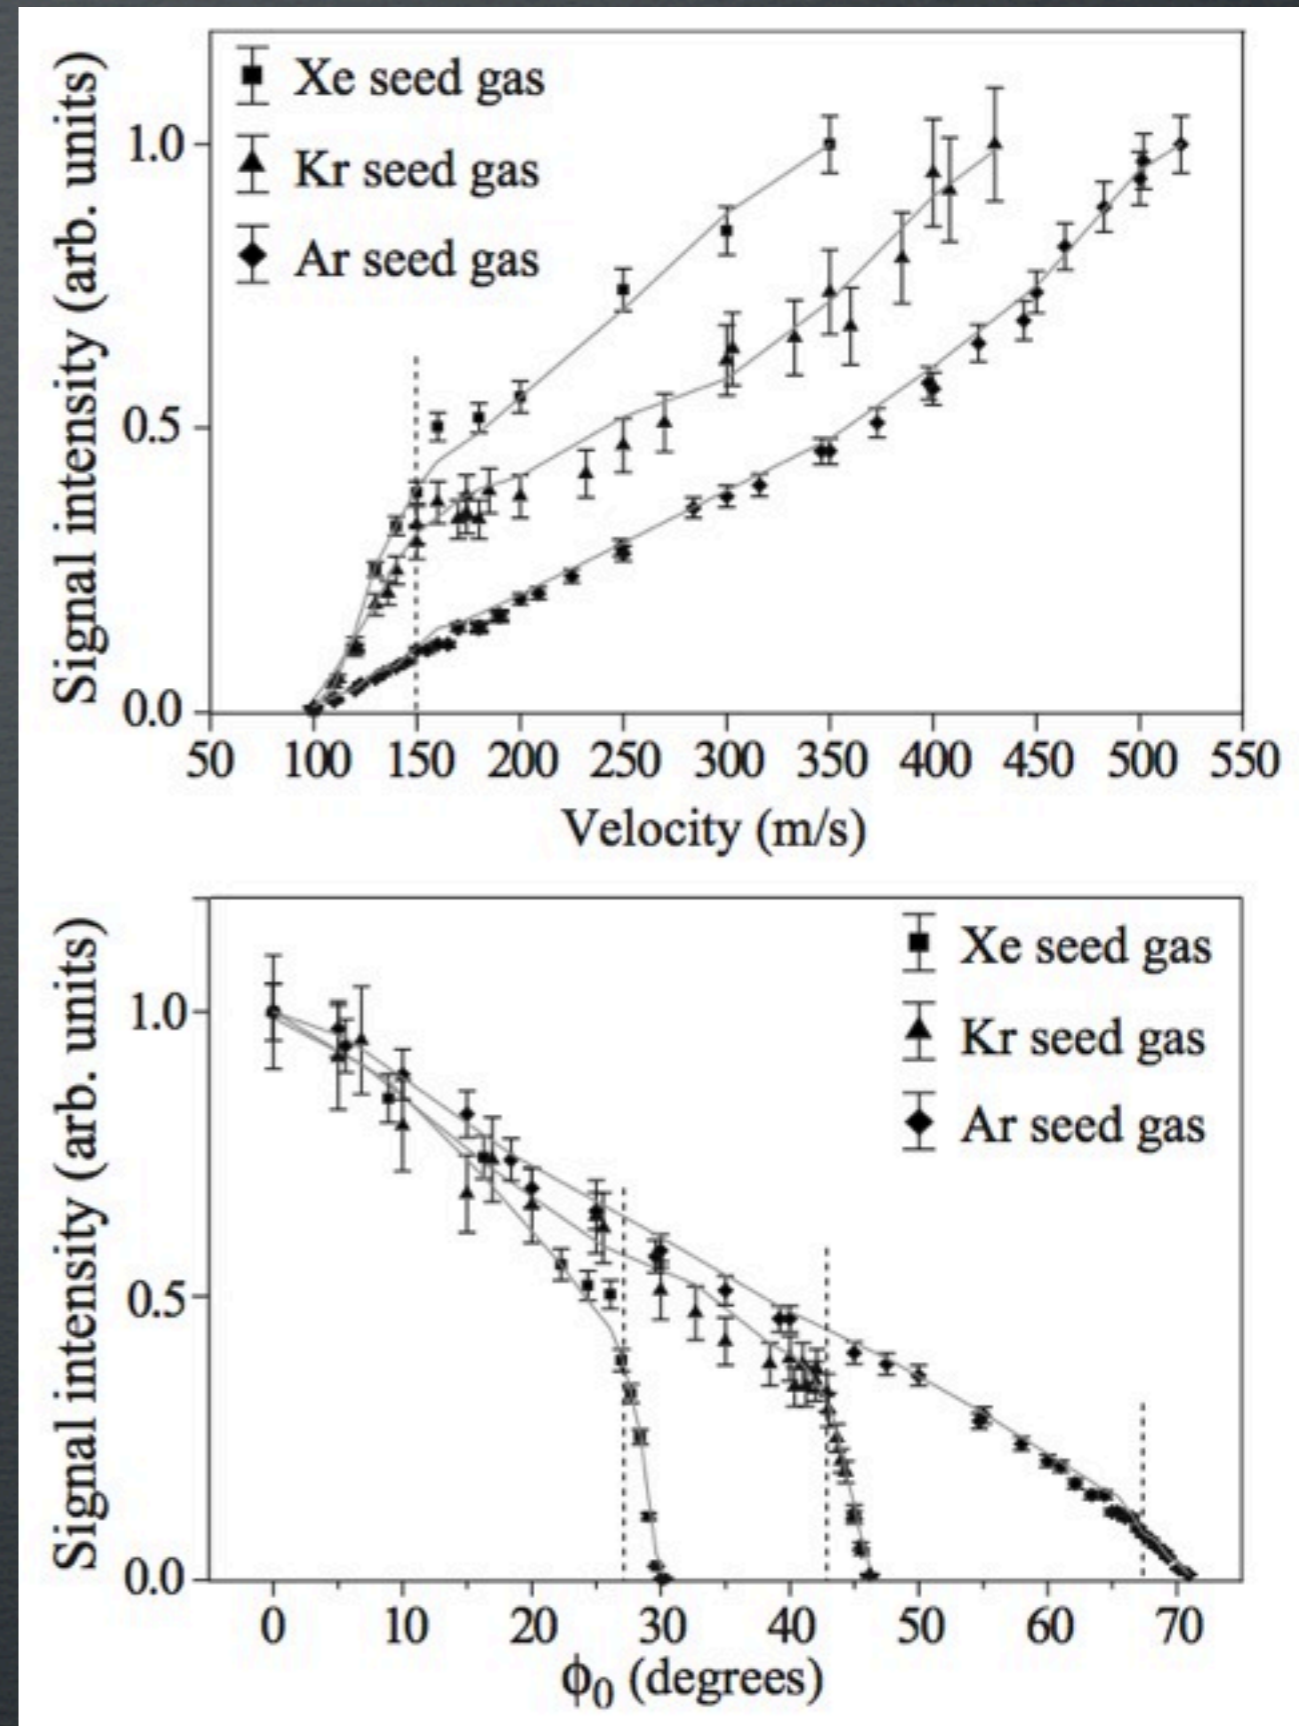 Signal intensity (arb. units)
Xe seed gas
Kr seed gas
Ar seed gas
1.0
0.5
0.0
50 100 150 200 250 300 350 400 450 500 550
Velocity (m/s)
Signal intensity (arb. units)
Xe seed gas
Kr seed gas
Ar seed gas
1.0
0.5
0.0
0 10 20 30 40 50 60 70
ϕ₀ (degrees)